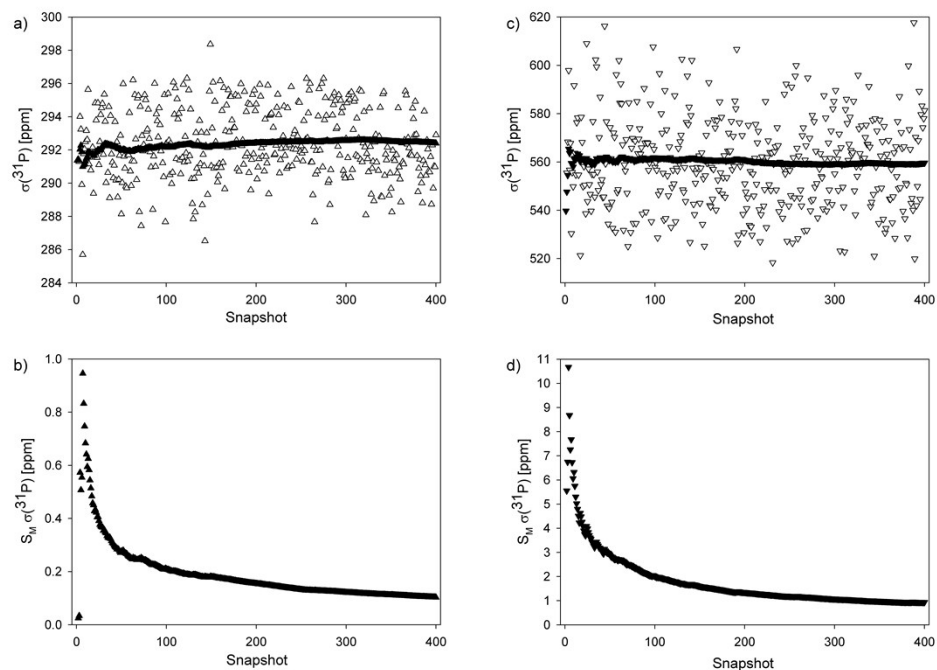 a)
σ(³¹P) [ppm]
300
298
296
294
292
290
288
286
284
0 100 200 300 400
Snapshot
c)
σ(³¹P) [ppm]
620
600
580
560
540
520
0 100 200 300 400
Snapshot
b)
S_M σ(³¹P) [ppm]
1.0
0.8
0.6
0.4
0.2
0.0
0 100 200 300 400
Snapshot
d)
S_M σ(³¹P) [ppm]
11
10
9
8
7
6
5
4
3
2
1
0
0 100 200 300 400
Snapshot